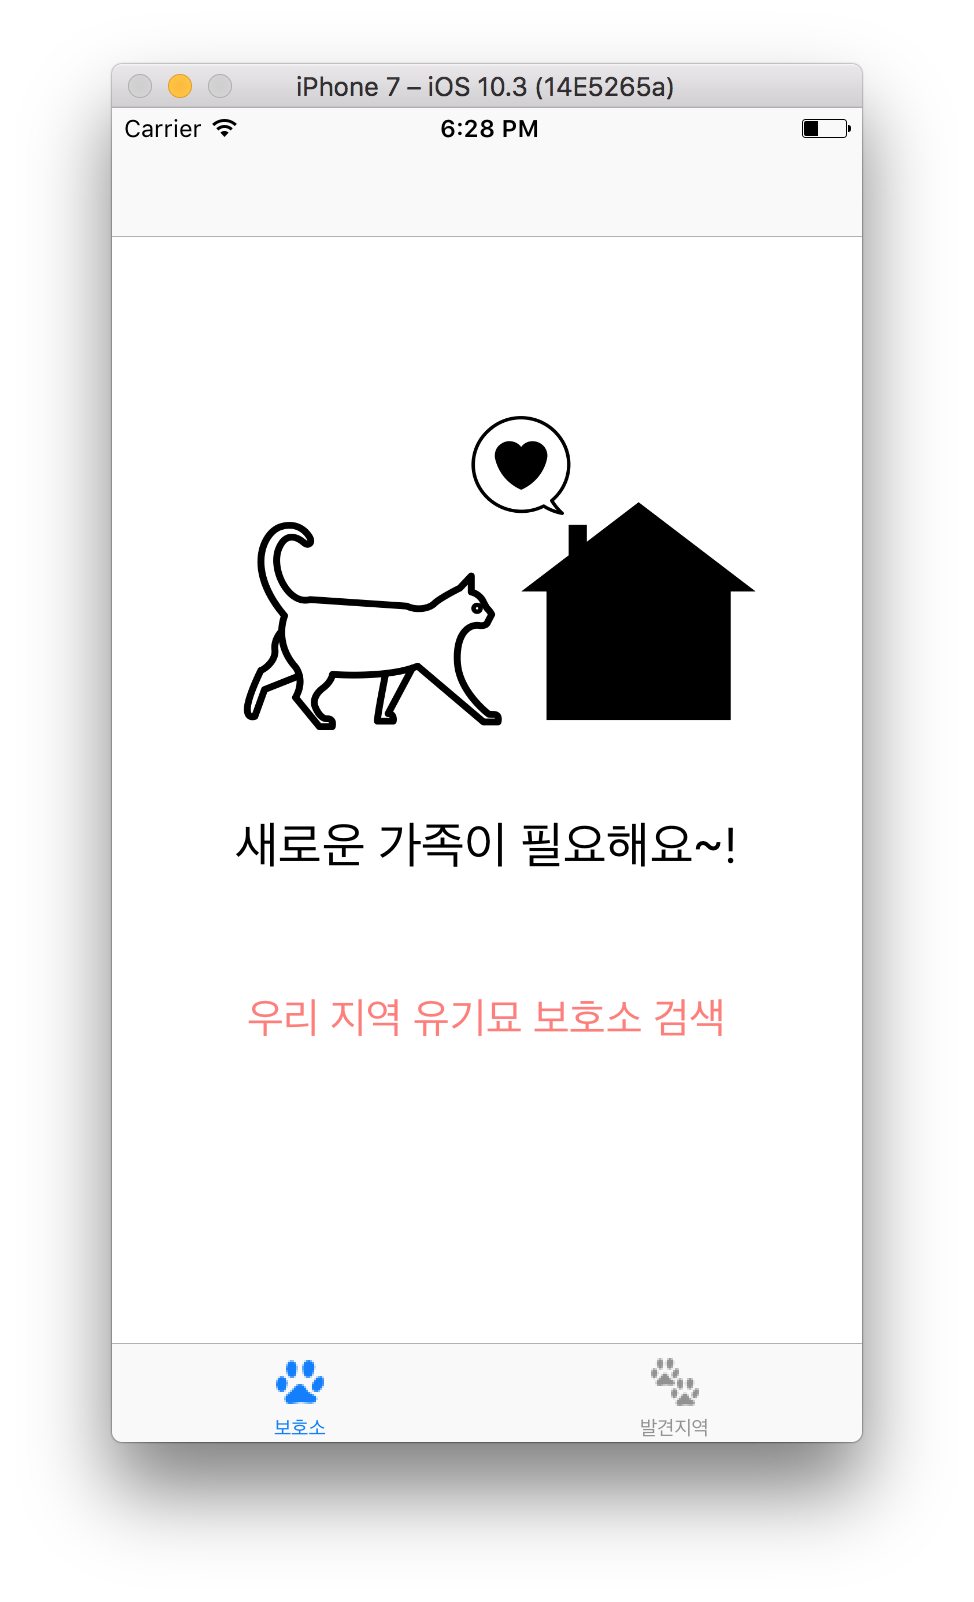 iPhone 7 – iOS 10.3 (14E5265a)
Carrier 6:28 PM
새로운 가족이 필요해요~!
우리 지역 유기묘 보호소 검색
보호소 발견지역